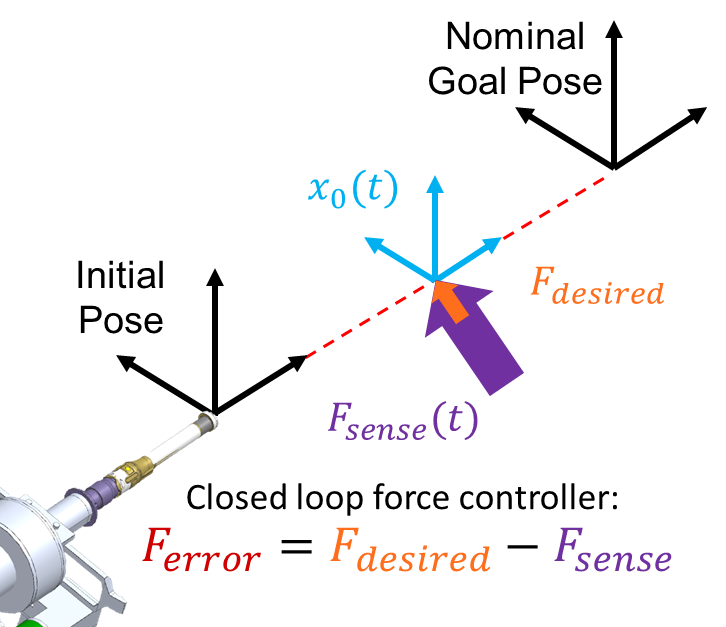 Nominal
Goal Pose
x₀(t)
Initial
Pose
F_desired
F_sense(t)
Closed loop force controller:
F_error = F_desired − F_sense